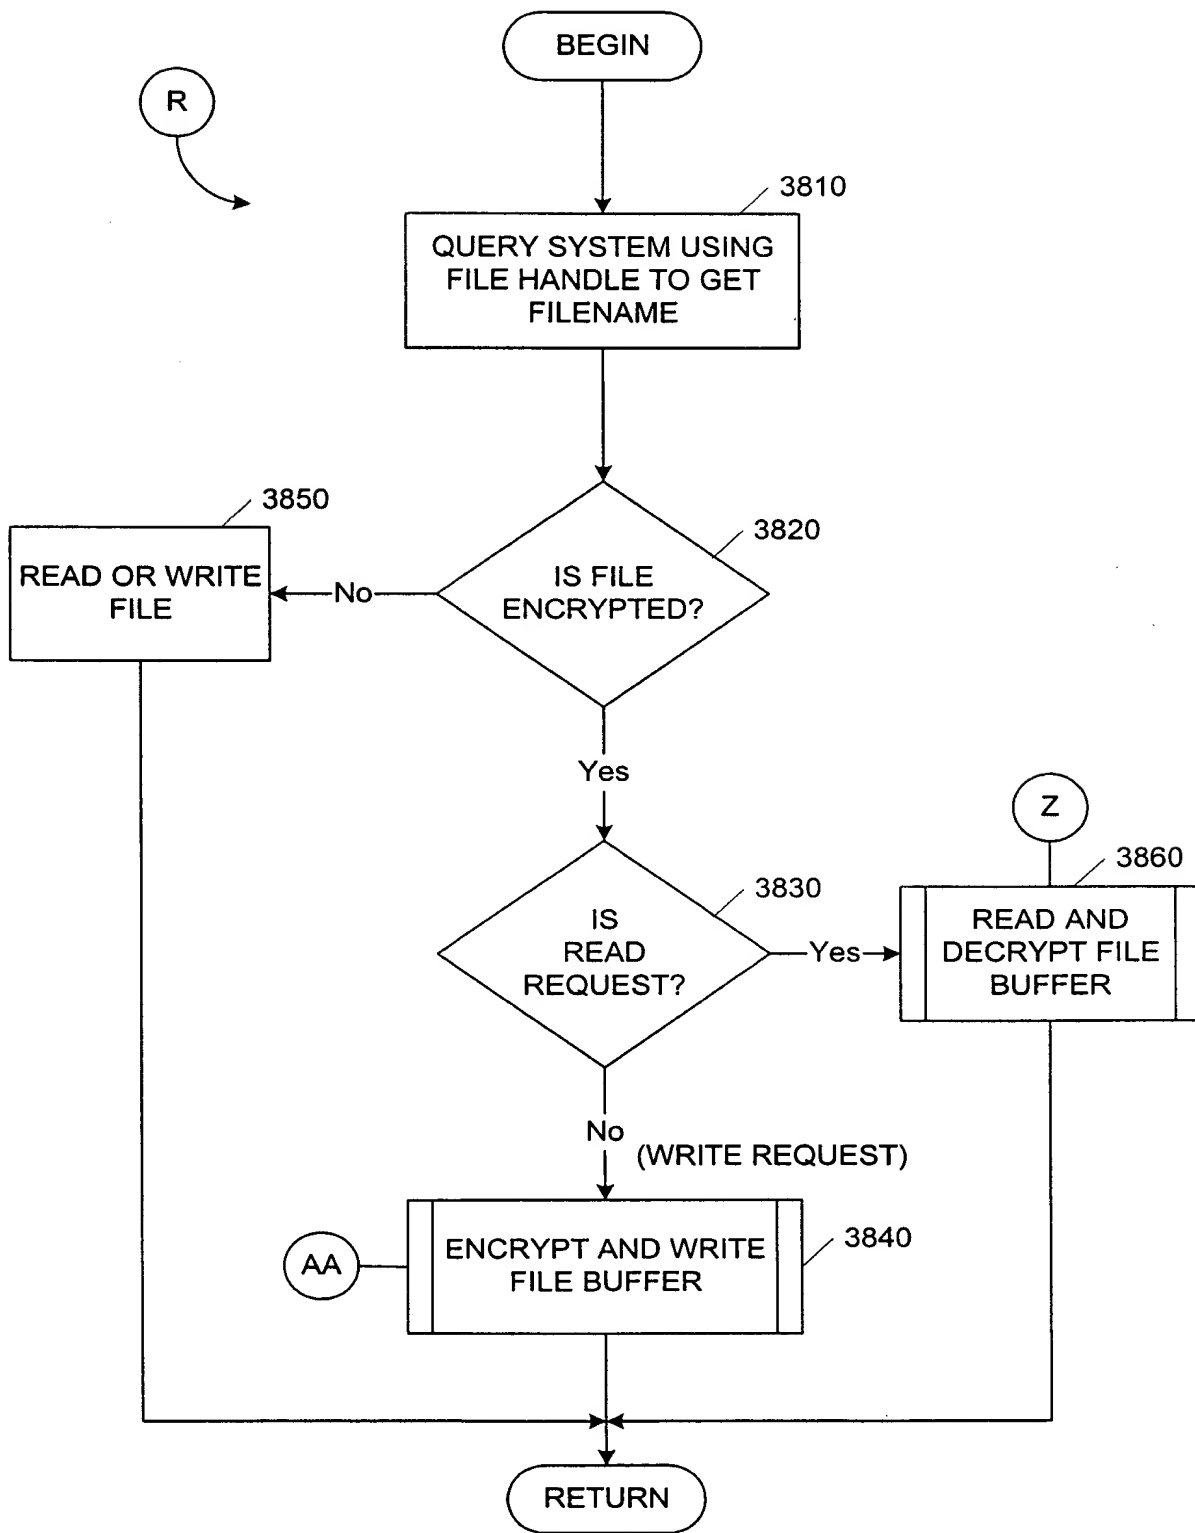 BEGIN
R
3810
QUERY SYSTEM USING
FILE HANDLE TO GET
FILENAME
3850
READ OR WRITE
FILE
No
3820
IS FILE
ENCRYPTED?
Yes
Z
3860
3830
IS
READ
REQUEST?
Yes
READ AND
DECRYPT FILE
BUFFER
No
(WRITE REQUEST)
AA
ENCRYPT AND WRITE
FILE BUFFER
3840
RETURN